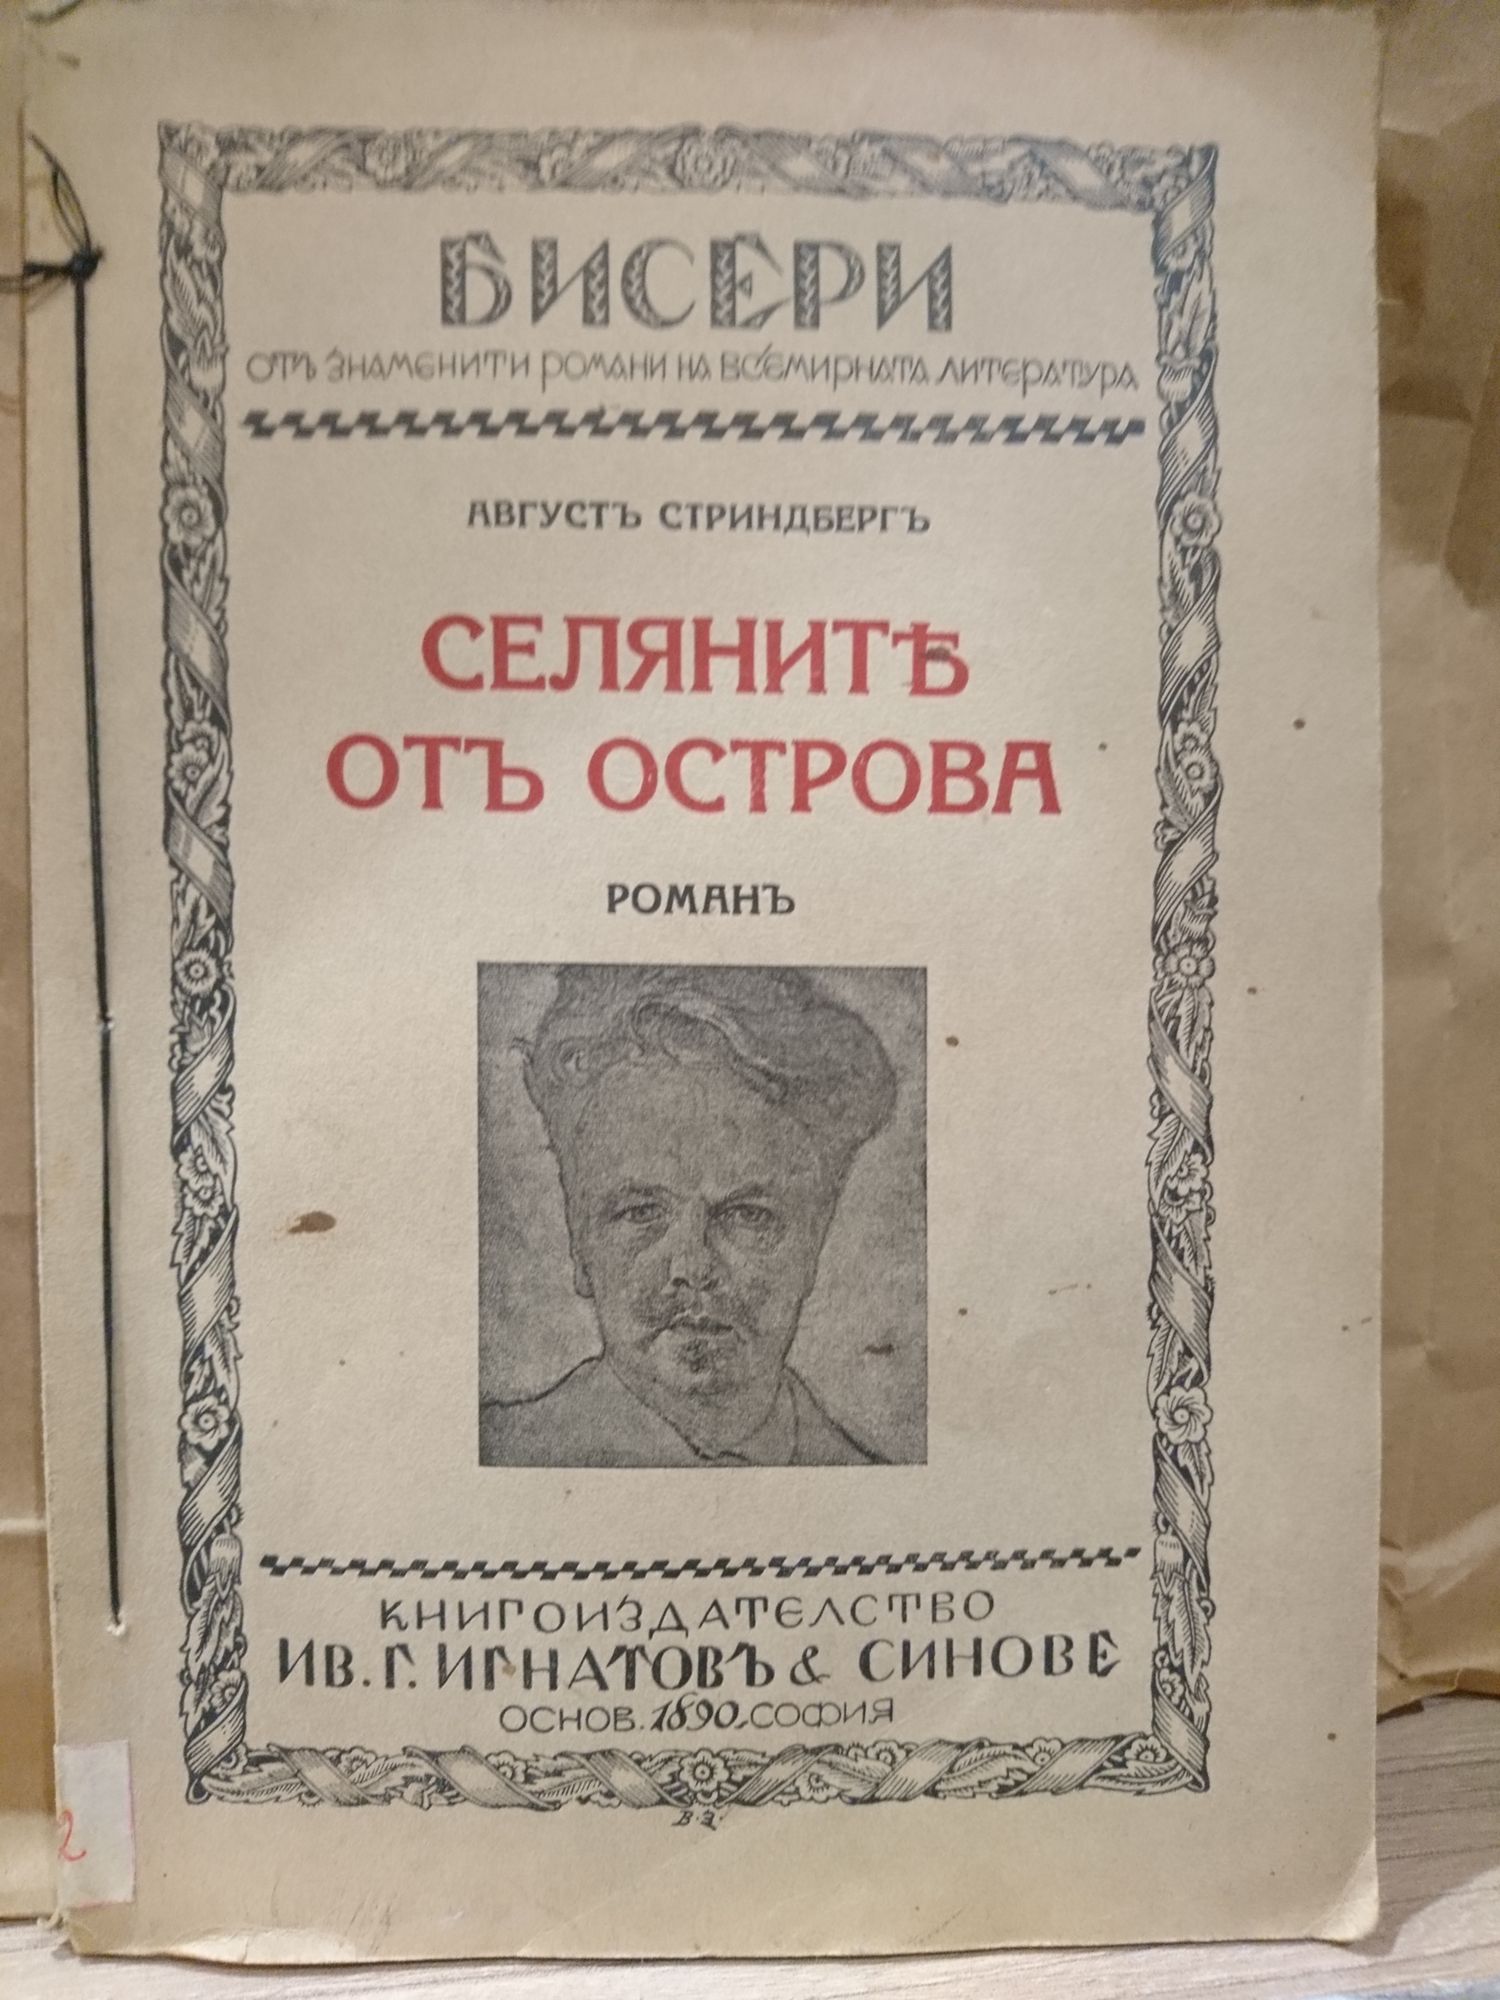 БИСЕРИ
ОТЪ ЗНАМЕНИТИ РОМАНИ НА ВСЕМИРНАТА ЛИТЕРАТУРА
АВГУСТЪ СТРИНДБЕРГЪ
СЕЛЯНИТѢ
ОТЪ ОСТРОВА
РОМАНЪ
КНИГОИЗДАТЕЛСТВО
ИВ. Г. ИГНАТОВЪ & СИНОВЕ
ОСНОВ. 1890, СОФИЯ
В. З.
2